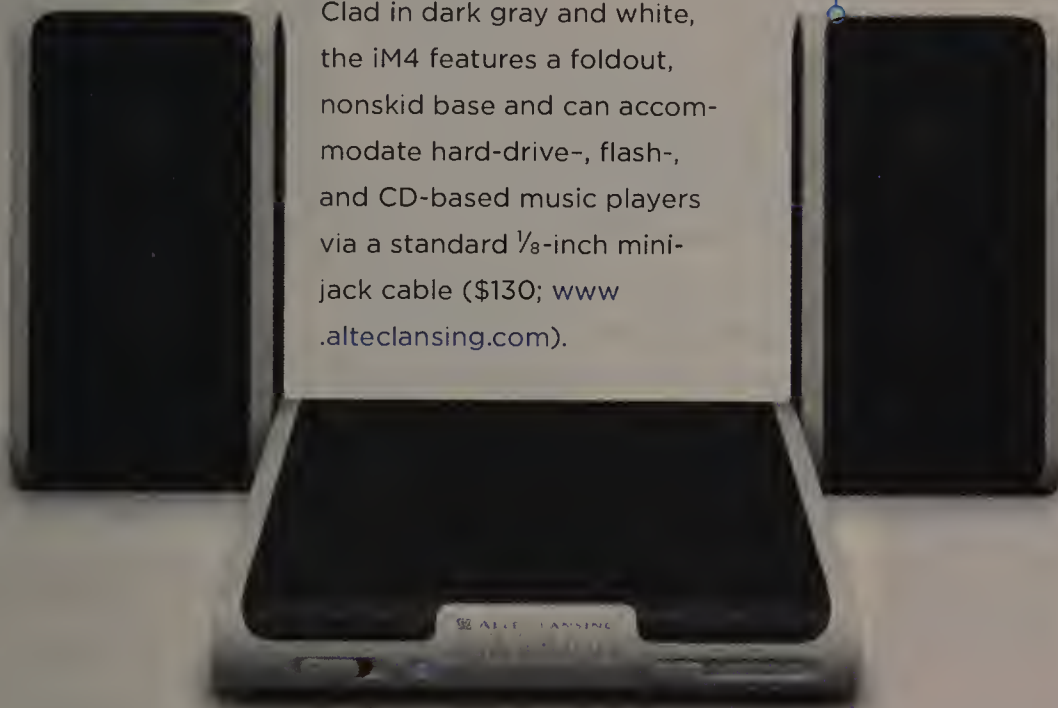 Clad in dark gray and white,
the iM4 features a foldout,
nonskid base and can accom-
modate hard-drive-, flash-,
and CD-based music players
via a standard 1/8-inch mini-
jack cable ($130; www
.alteclansing.com).
LANSING